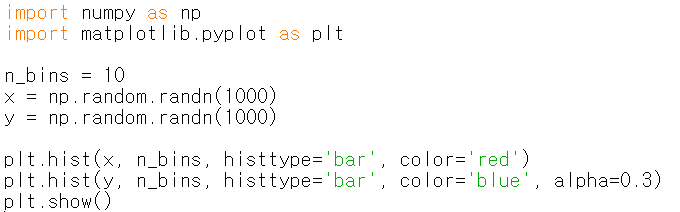 import numpy as np
import matplotlib.pyplot as plt
n_bins = 10
x = np.random.randn(1000)
y = np.random.randn(1000)
plt.hist(x, n_bins, histtype='bar', color='red')
plt.hist(y, n_bins, histtype='bar', color='blue', alpha=0.3)
plt.show()